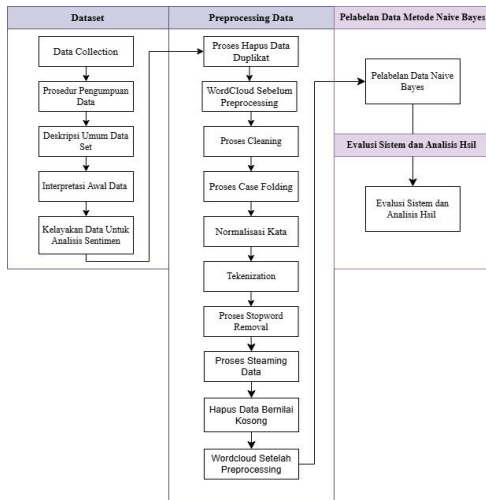 Dataset
Data Collection
Prosedur Pengumpuan
Data
Deskripsi Umum Data
Set
Interpretasi Awal Data
Kelayakan Data Untuk
Analisis Sentimen
Preprocessing Data
Proses Hapus Data
Duplikat
WordCloud Sebelum
Preprocessing
Proses Cleaning
Proses Case Folding
Normalisasi Kata
Tekenization
Proses Stopword
Removal
Proses Steaming
Data
Hapus Data Bernilai
Kosong
Wordcloud Setelah
Preprocessing
Pelabelan Data Metode Naive Bayes
Pelabelan Data Naive
Bayes
Evalusi Sistem dan Analisis Hsil
Evalusi Sistem dan
Analisis Hsil